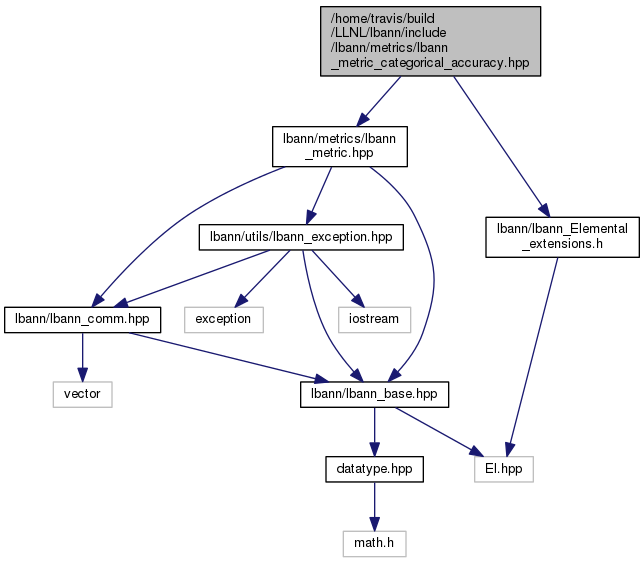 /home/travis/build
/LLNL/lbann/include
/lbann/metrics/lbann
_metric_categorical_accuracy.hpp
lbann/metrics/lbann
_metric.hpp
lbann/utils/lbann_exception.hpp
lbann/lbann_Elemental
_extensions.h
lbann/lbann_comm.hpp
exception
iostream
vector
lbann/lbann_base.hpp
datatype.hpp
El.hpp
math.h